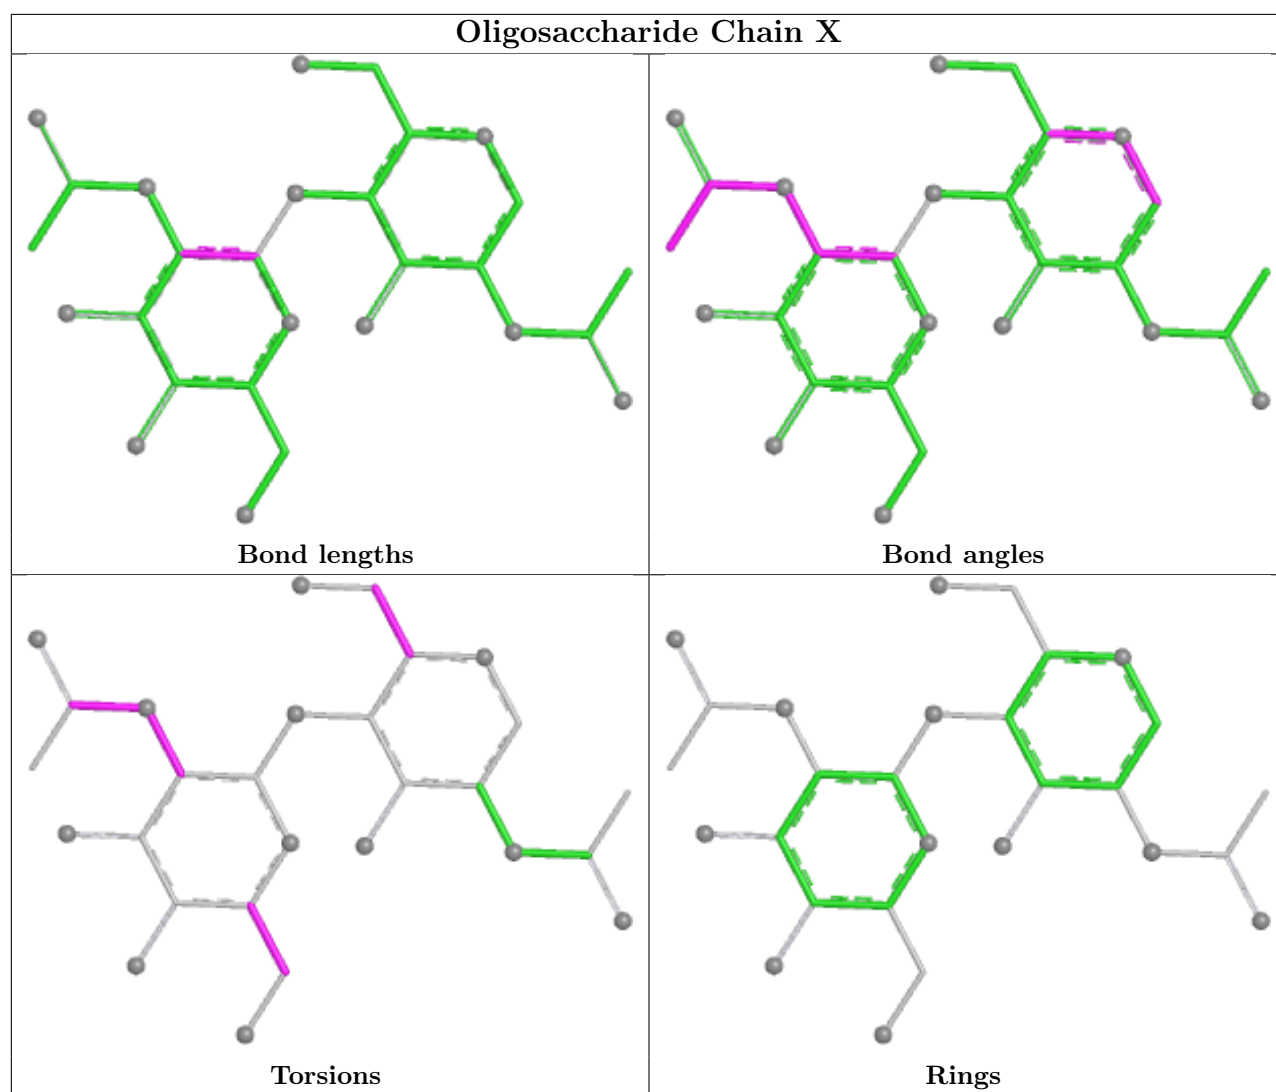 Oligosaccharide Chain X
Bond lengths
Bond angles
Torsions
Rings